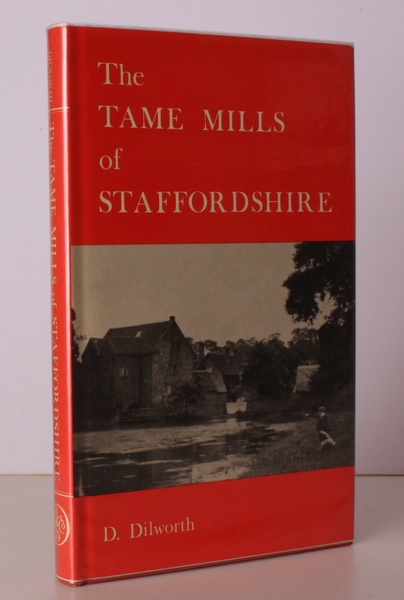 The
TAME MILLS
of
STAFFORDSHIRE
D. Dilworth
The TAME MILLS of STAFFORDSHIRE